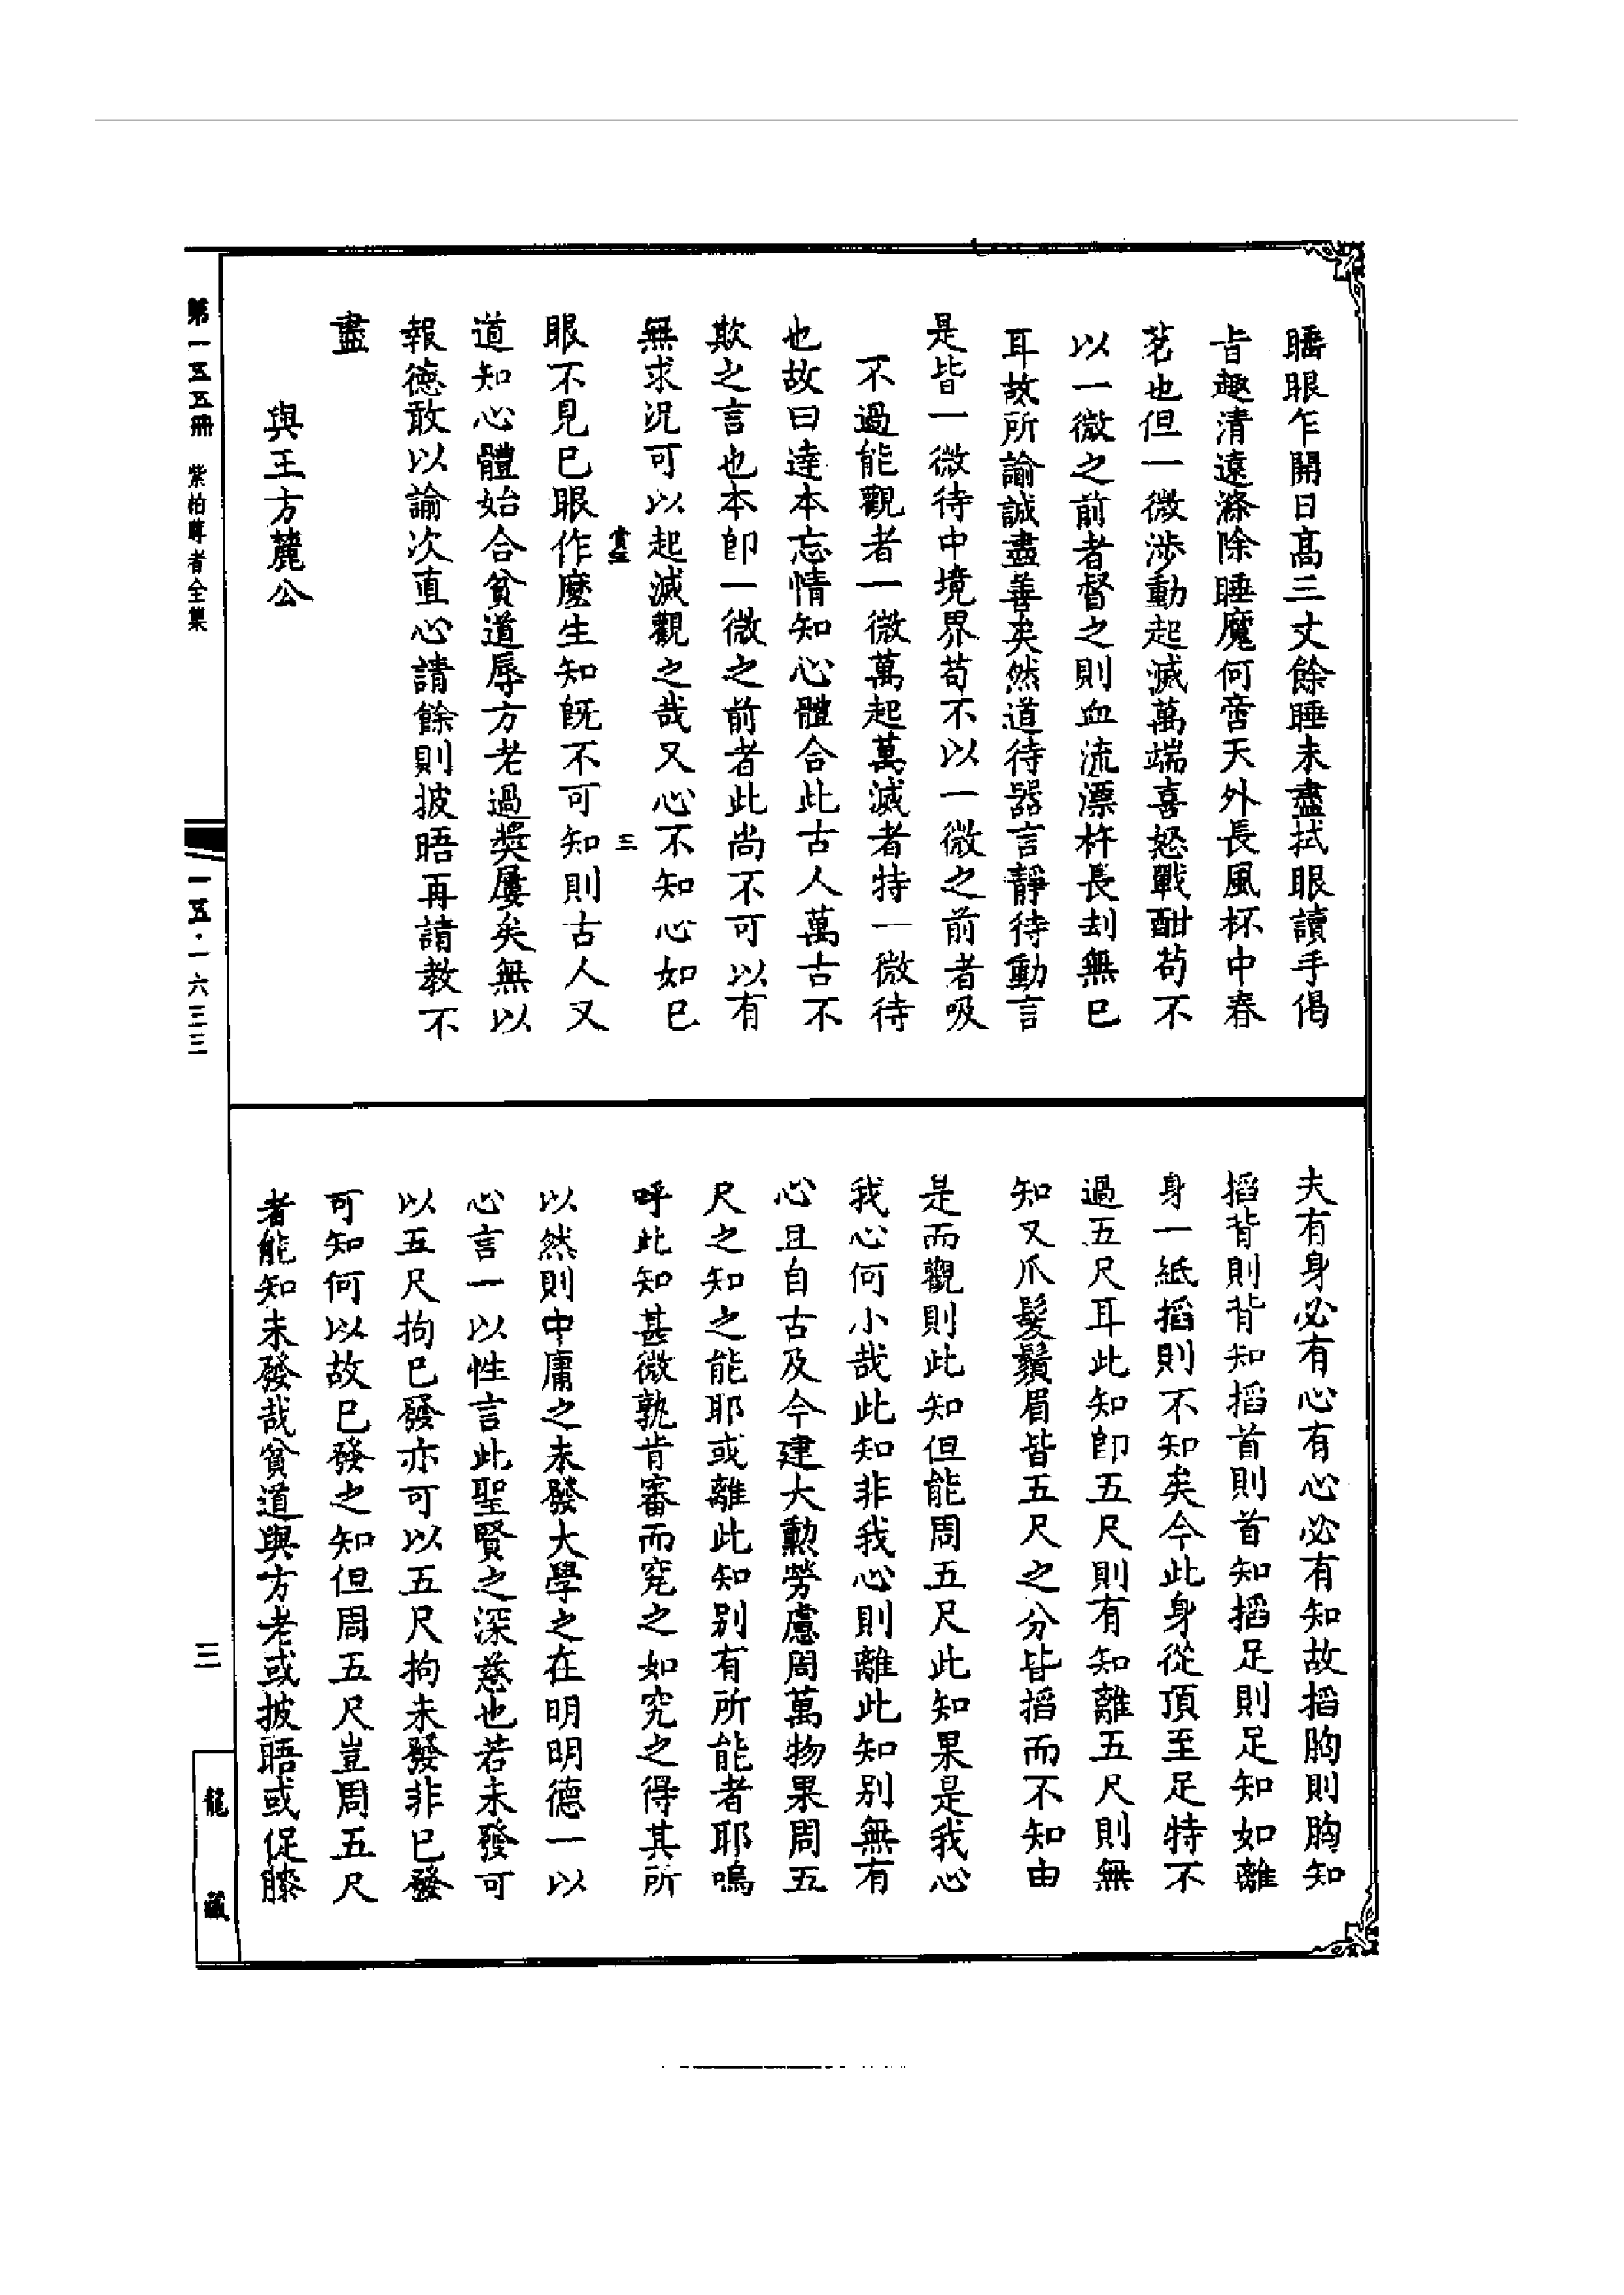 䀨眼乍開日高三丈餘睡未盡拭眼讀手偈
旨趣清遠滌除睡魔何啻天外長風杯中春
茗也但一微涉動起滅萬端喜怒戰酣苟不
以一微之前者督之則血流漂杵長刦無已
耳故所諭誠盡善矣然道待器言靜待動言
是皆一微待中境界苟不以一微之前者吸
不過能觀者一微萬起萬滅者特一微待
也故曰達本忘情知心體合此古人萬古不
欺之言也本卽一微之前者此尚不可以有
無求況可以起滅觀之哉又心不知心如已
眼不見已眼作麼生知旣不可知則古人又
道知心體始合貧道辱方老過獎屢矣無以
報德敢以諭次直心請餘則披晤再請教不
盡
與王方麓公
夫有身必有心有心必有知故搯胸則胸知
搯背則背知搯首則首知搯足則足知如離
身一紙搯則不知矣今此身從頂至足特不
過五尺耳此知卽五尺則有知離五尺則無
知又爪髮鬚眉皆五尺之分皆搯而不知由
是而觀則此知但能周五尺此知果是我心
我心何小哉此知非我心則離此知別無有
心且自古及今建大勲勞慮周萬物果周五
尺之知之能耶或離此知別有所能者耶嗚
呼此知甚微孰肯審而究之如究之得其所
以然則中庸之未發大學之在明明德一以
心言一以性言此聖賢之深慈也若未發可
以五尺拘已發亦可以五尺拘未發非已發
可知何以故已發之知但周五尺豈周五尺
者能知未發哉貧道與方老或披晤或促膝
第一五五冊 紫柏尊者全集
一五·一六三三
三
龍藏